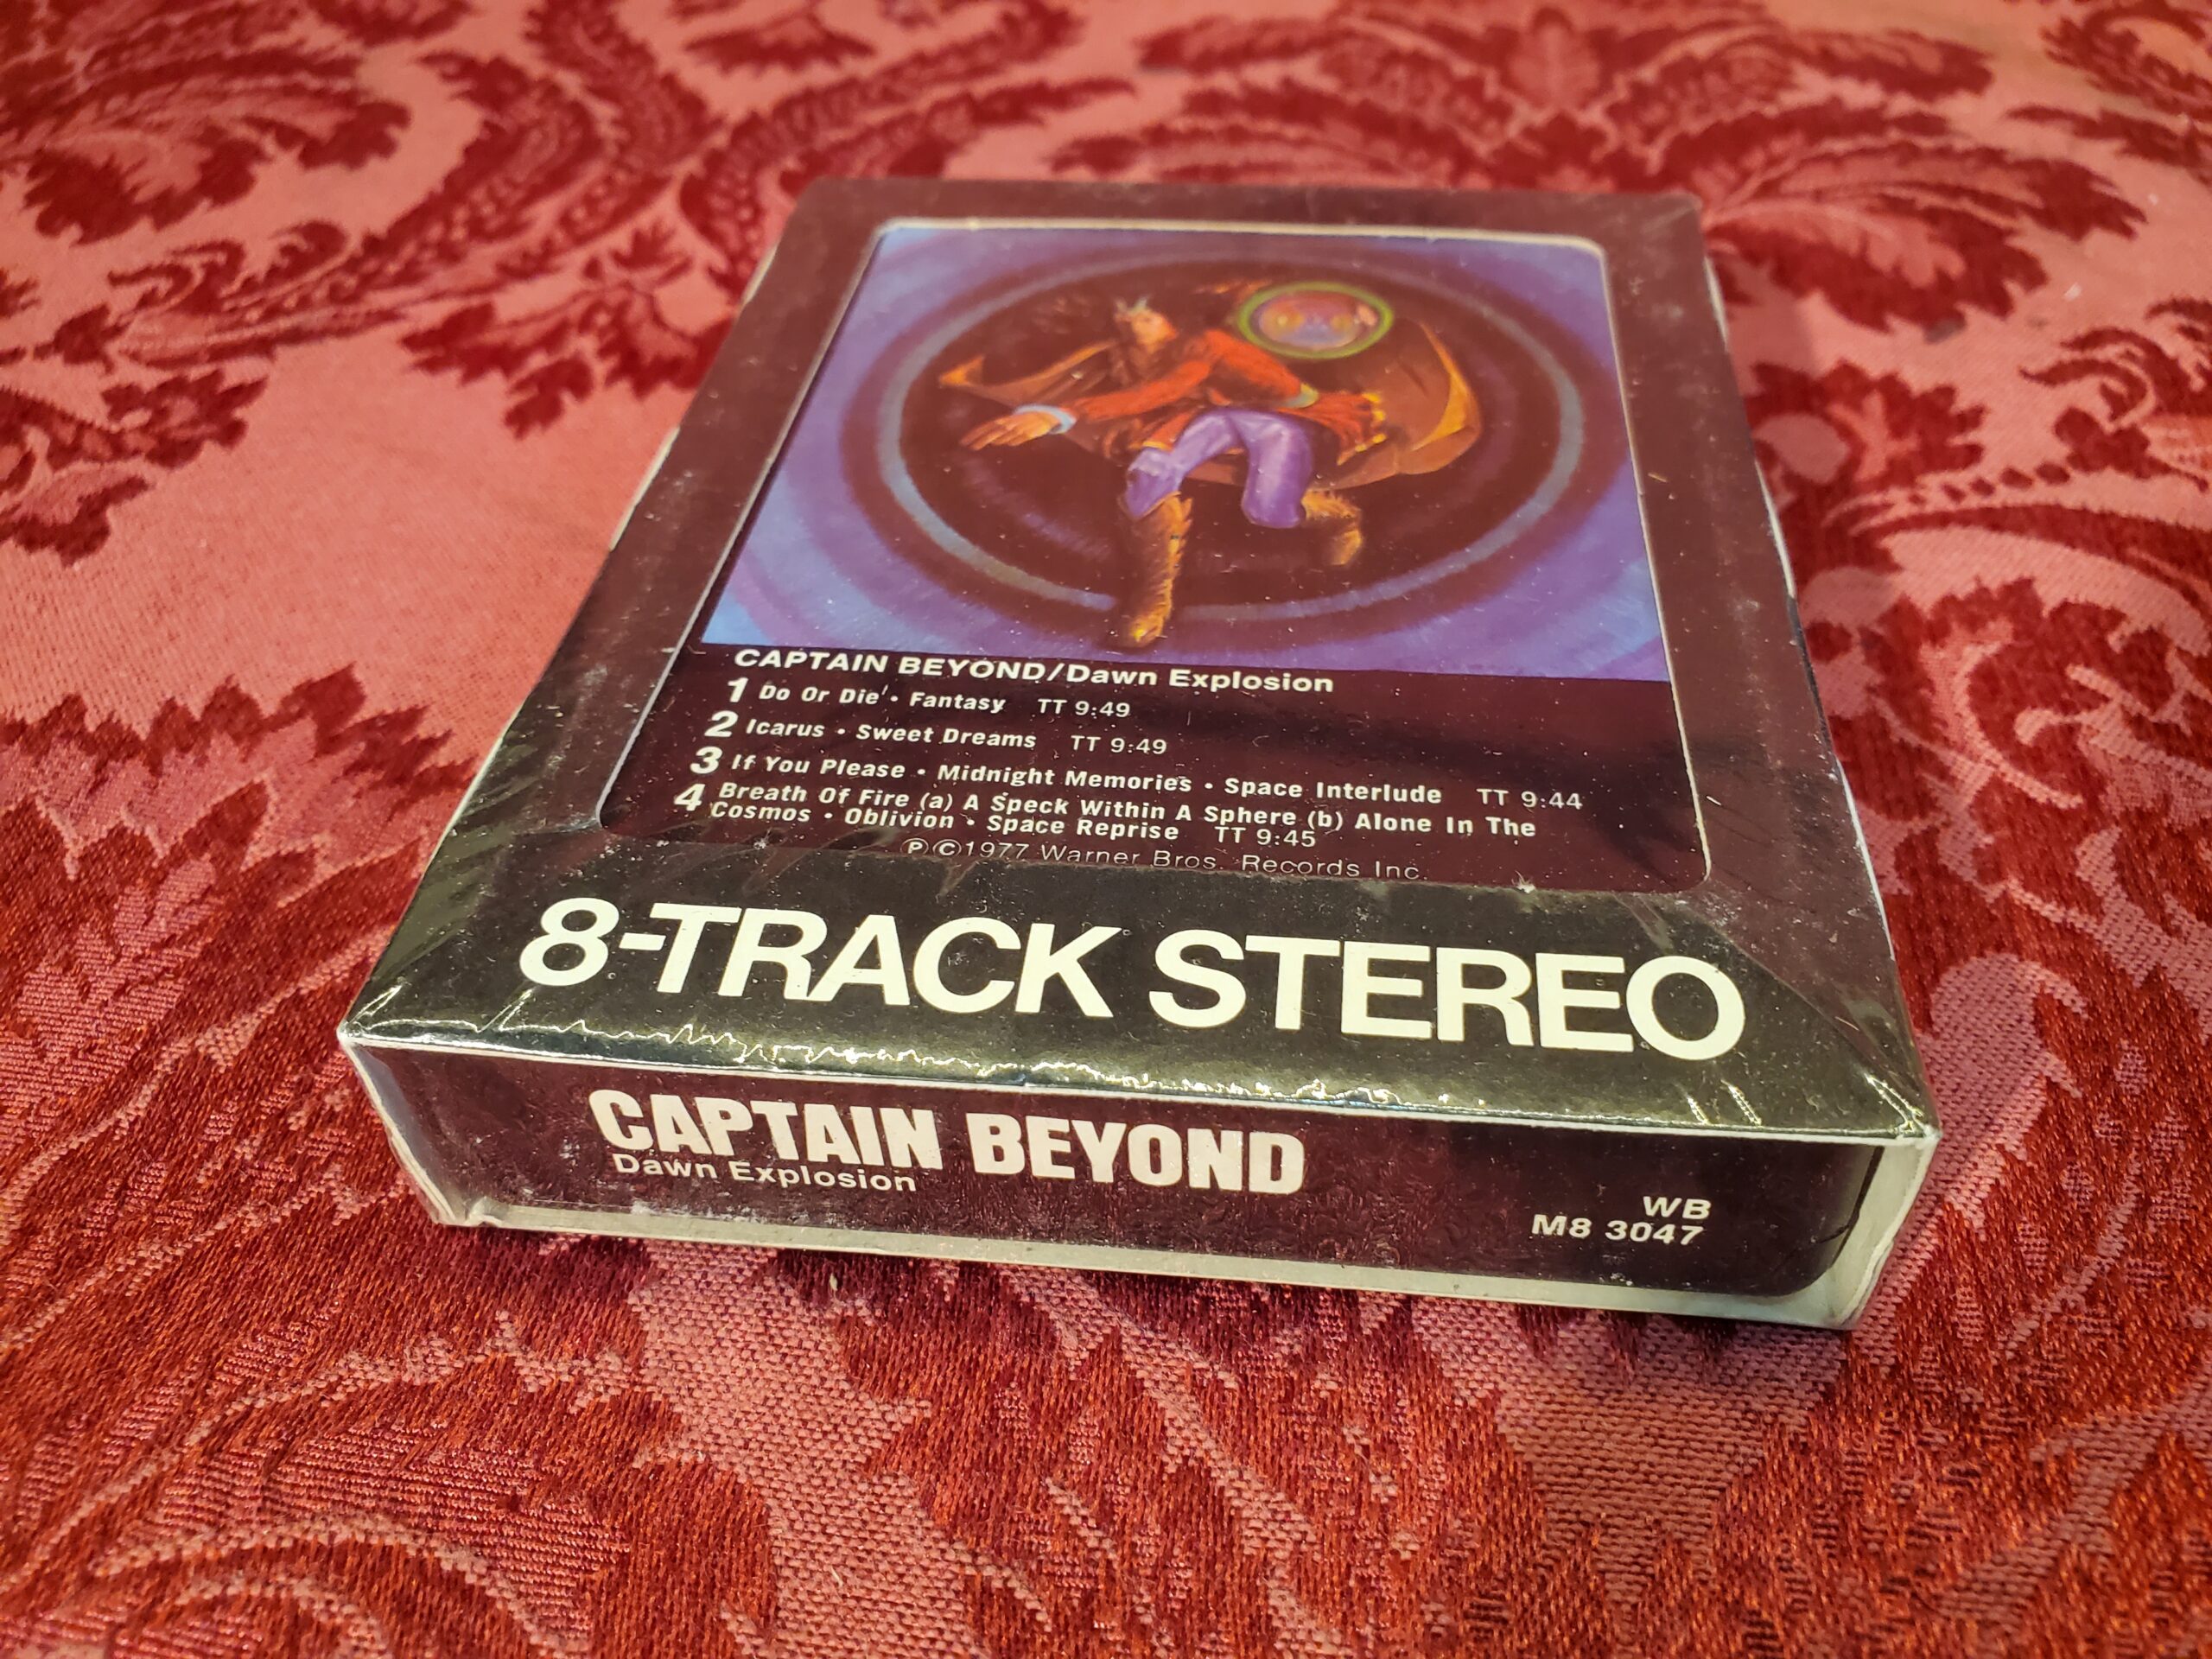 CAPTAIN BEYOND/Dawn Explosion
1 Do Or Die • Fantasy TT 9:49
2 Icarus • Sweet Dreams TT 9:49
3 If You Please • Midnight Memories • Space Interlude TT 9:44
4 Breath Of Fire (a) A Speck Within A Sphere (b) Alone In The
Cosmos • Oblivion • Space Reprise TT 9:45
℗©1977 Warner Bros. Records Inc.
8-TRACK STEREO
CAPTAIN BEYOND
Dawn Explosion
WB
M8 3047